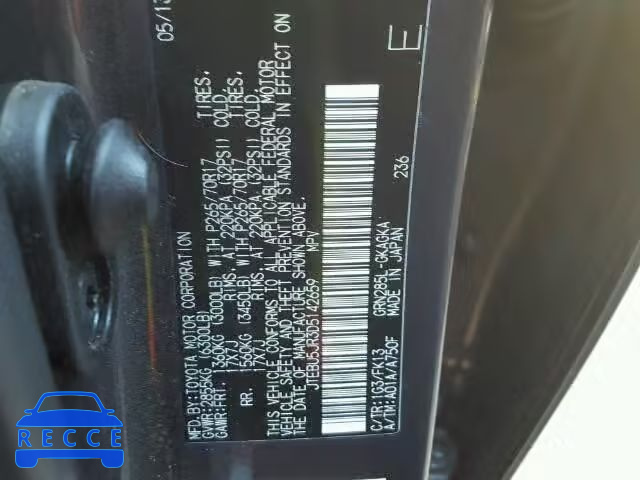 MFD.BY:TOYOTA MOTOR CORPORATION 05/13
GVWR:2855KG (6300LB)
GAWR:FRT. 1360KG (3000LB) WITH P265/70R17 TIRES,
17X7J RIMS, AT 220KPA (32PSI) COLD.
RR. 1560KG (3450LB) WITH P265/70R17 TIRES,
17X7J RIMS, AT 220KPA (32PSI) COLD.
THIS VEHICLE CONFORMS TO ALL APPLICABLE FEDERAL MOTOR
VEHICLE SAFETY AND THEFT PREVENTION STANDARDS IN EFFECT ON
THE DATE OF MANUFACTURE SHOWN ABOVE.
JTEBU5JR3D5142659 MPV
236
E
C/TR:1G3/FK13 GRN285L-GKAGKA
A/TM:A01A/A750F MADE IN JAPAN
RECCE